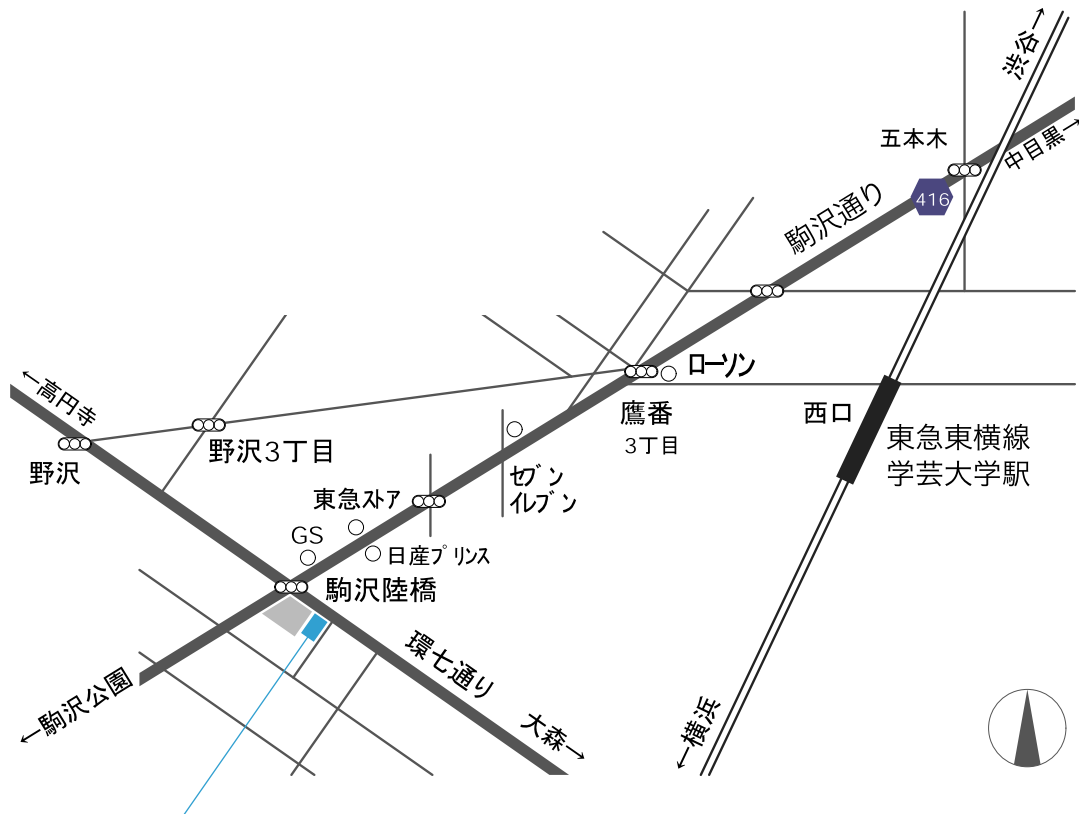 渋谷→
五本木
中目黒→
416
駒沢通り
ローソン
←高円寺
鷹番
3丁目
西口
東急東横線
学芸大学駅
野沢3丁目
野沢
セブン
イレブン
東急ストア
GS
日産プリンス
駒沢陸橋
環七通り
←駒沢公園
大森→
←横浜